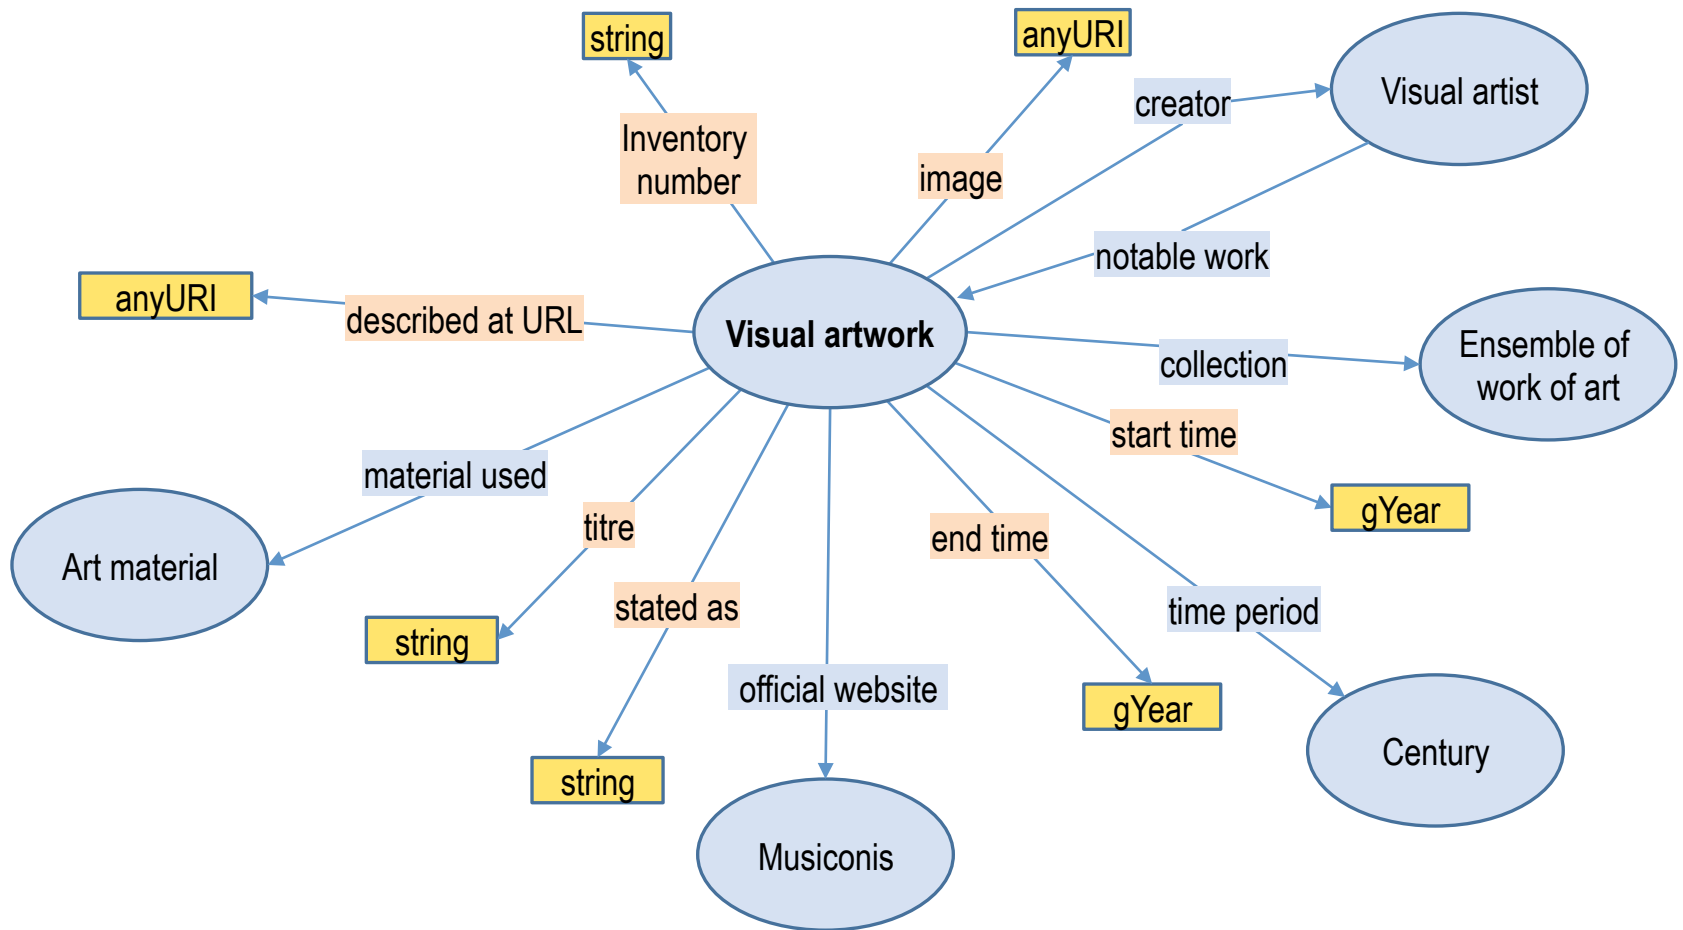 string
anyURI
creator
Visual artist
Inventory
number
image
notable work
anyURI
described at URL
Visual artwork
collection
Ensemble of
work of art
start time
material used
gYear
titre
end time
Art material
stated as
time period
string
official website
gYear
string
Century
Musiconis